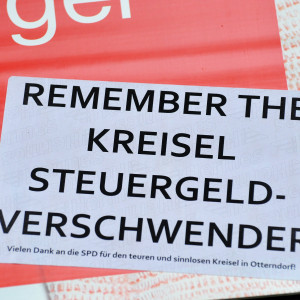 ger
REMEMBER THE
KREISEL
STEUERGELD-
VERSCHWENDER
Vielen Dank an die SPD für den teuren und sinnlosen Kreisel in Otterndorf!